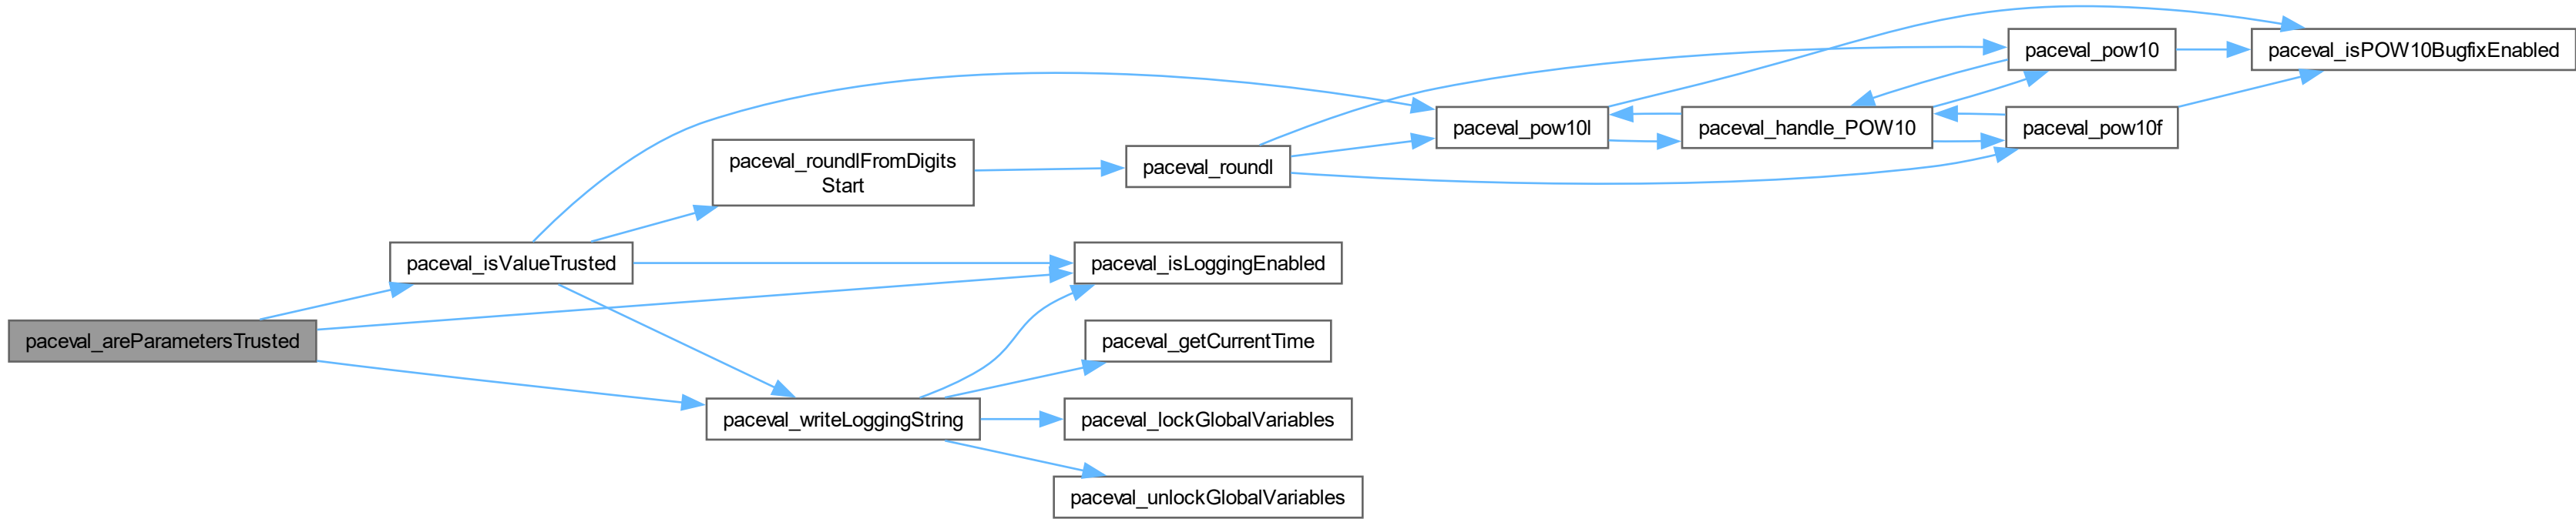 paceval_areParametersTrusted
paceval_isValueTrusted
paceval_roundlFromDigits
Start
paceval_writeLoggingString
paceval_roundl
paceval_isLoggingEnabled
paceval_getCurrentTime
paceval_lockGlobalVariables
paceval_unlockGlobalVariables
paceval_pow10l
paceval_handle_POW10
paceval_pow10
paceval_pow10f
paceval_isPOW10BugfixEnabled